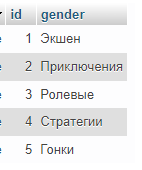 id gender
1 Экшен
2 Приключения
3 Ролевые
4 Стратегии
5 Гонки